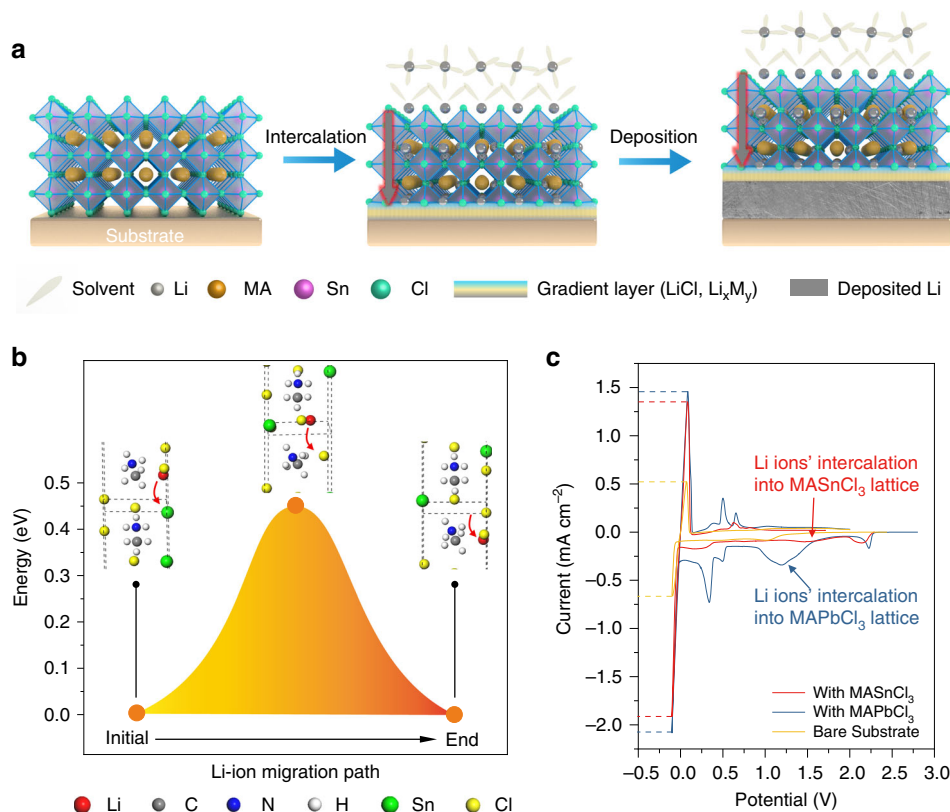 a
Intercalation
Deposition
Substrate
Solvent Li MA Sn Cl Gradient layer (LiCl, LixMy) Deposited Li
b
Energy (eV)
0.5
0.4
0.3
0.2
0.1
0.0
Initial
End
Li-ion migration path
Li C N H Sn Cl
c
Current (mA cm⁻²)
1.5
1.0
0.5
0.0
−0.5
−1.0
−1.5
−2.0
Li ions' intercalation
into MASnCl₃ lattice
Li ions' intercalation
into MAPbCl₃ lattice
With MASnCl₃
With MAPbCl₃
Bare Substrate
−0.5 0.0 0.5 1.0 1.5 2.0 2.5 3.0
Potential (V)